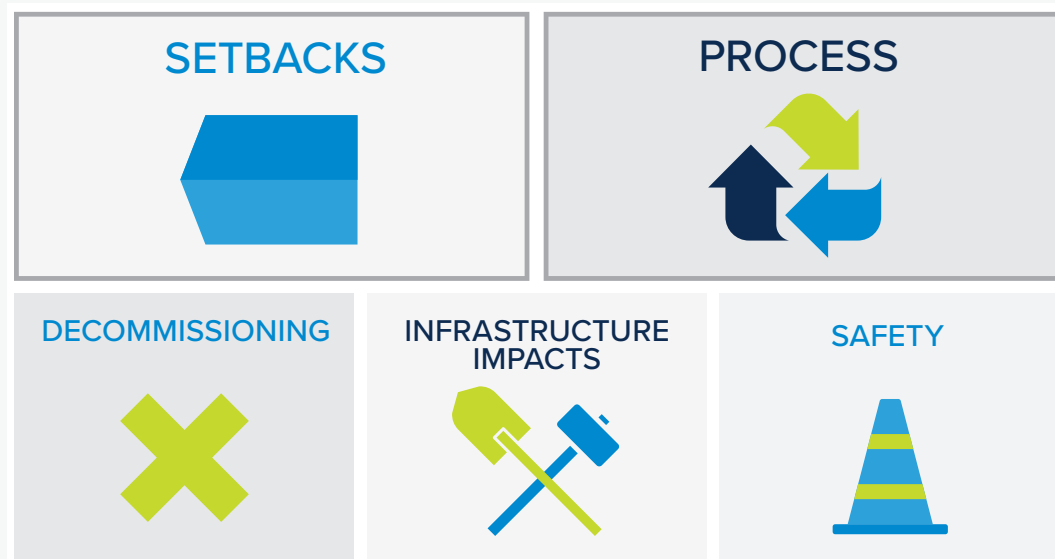 SETBACKS
PROCESS
DECOMMISSIONING
INFRASTRUCTURE
IMPACTS
SAFETY